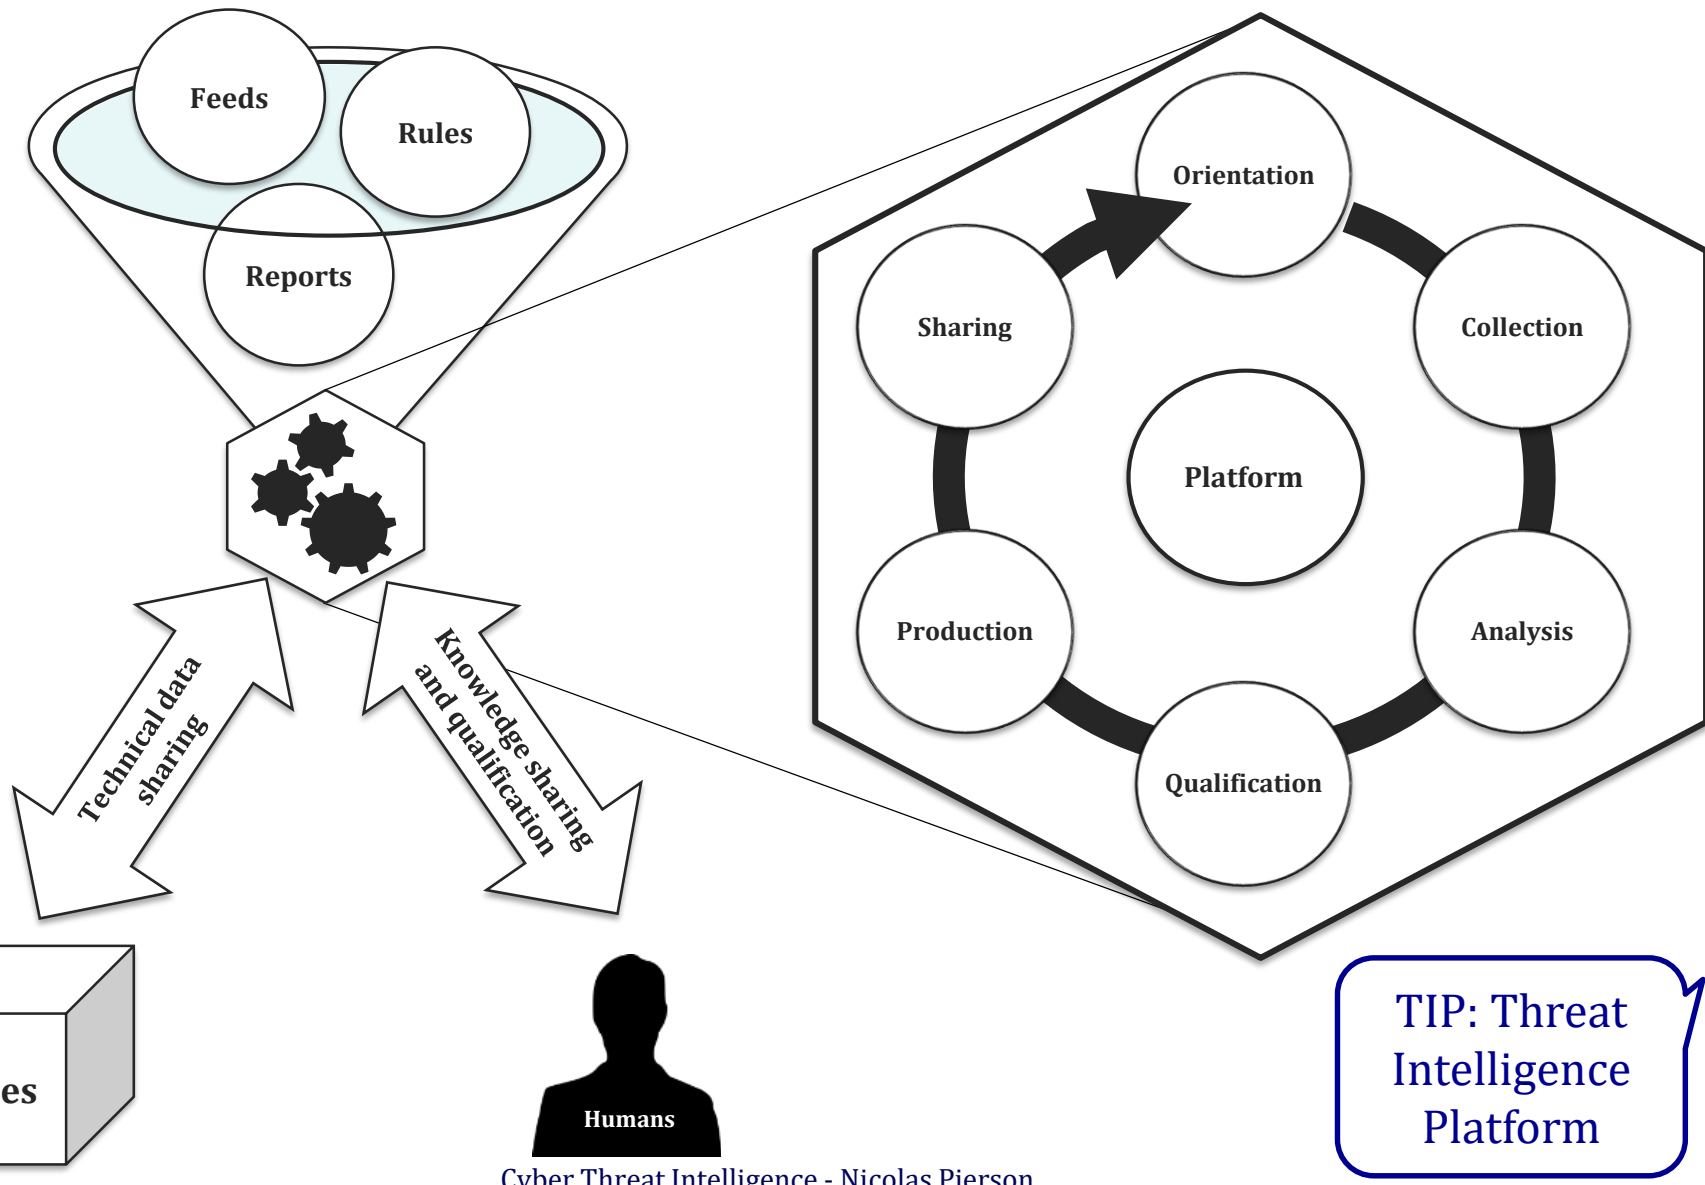 Feeds
Rules
Reports
Technical data
sharing
Knowledge sharing
and qualification
Humans
Orientation
Collection
Analysis
Qualification
Production
Sharing
Platform
TIP: Threat
Intelligence
Platform
Cyber Threat Intelligence - Nicolas Pierson